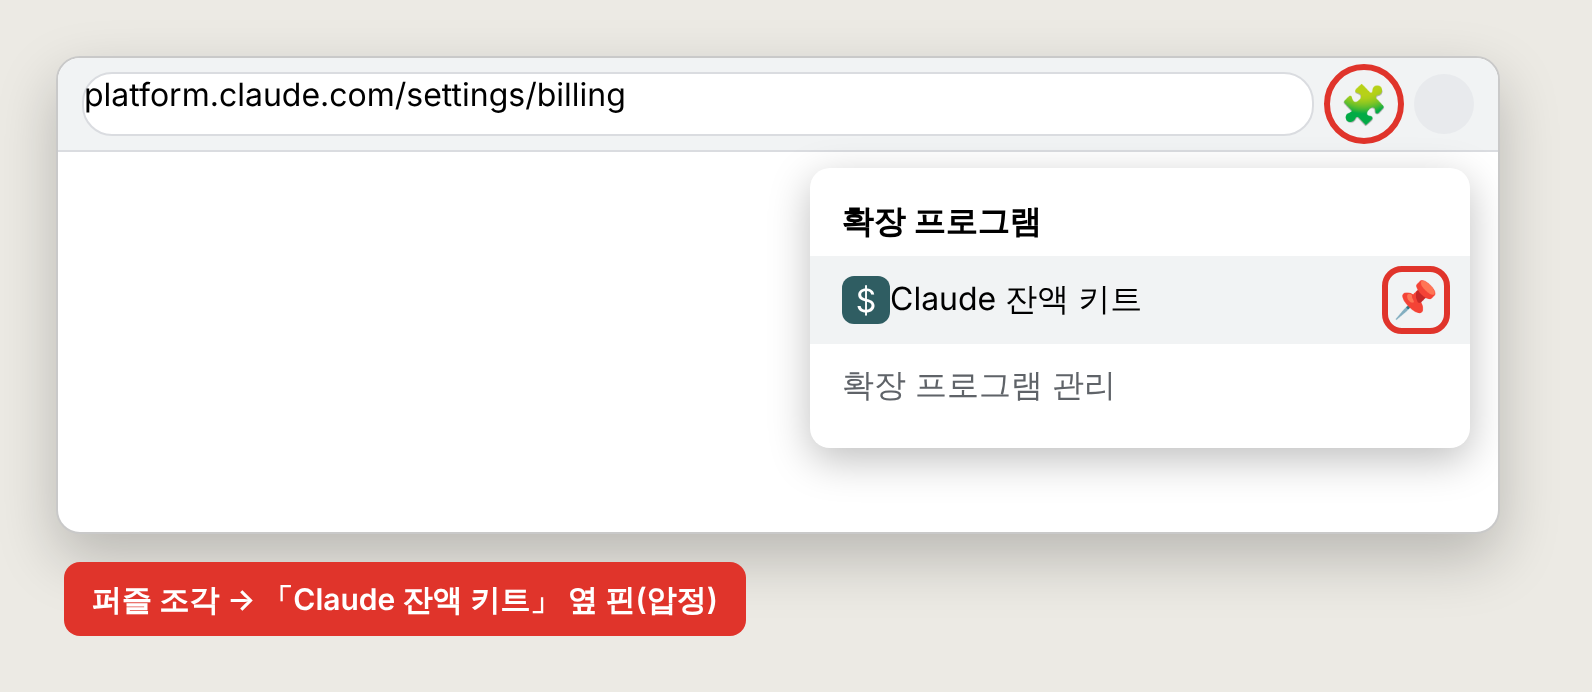 platform.claude.com/settings/billing
확장 프로그램
$ Claude 잔액 키트
확장 프로그램 관리
퍼즐 조각 → 「Claude 잔액 키트」 옆 핀(압정)